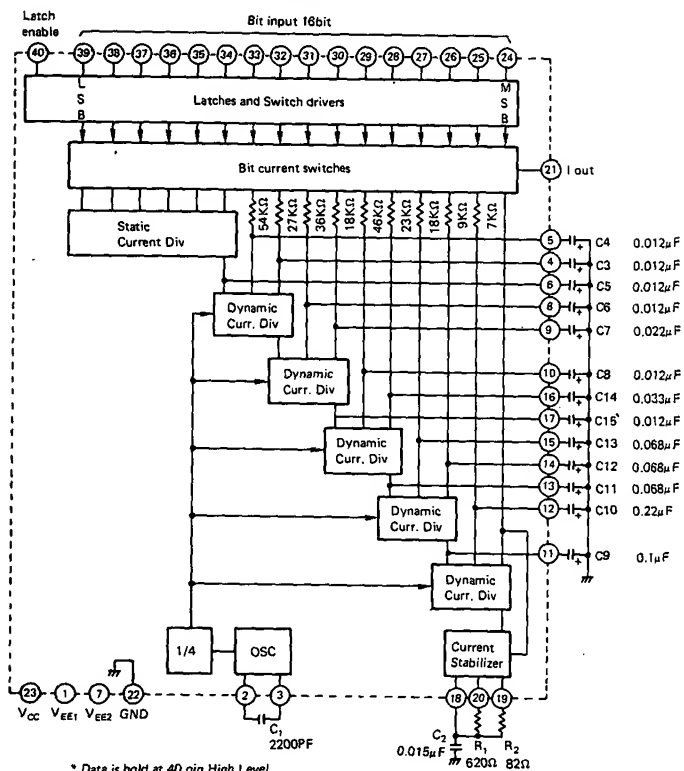 Latch
enable
Bit input 16bit
40 39 38 37 36 35 34 33 32 31 30 29 28 27 26 25 24
LSB
Latches and Switch drivers
MSB
Bit current switches
21 I out
54KΩ 27KΩ 36KΩ 18KΩ 46KΩ 23KΩ 18KΩ 9KΩ 7KΩ
Static
Current Div
5 + C4 0.012μF
4 + C3 0.012μF
6 + C5 0.012μF
8 + C6 0.012μF
9 + C7 0.022μF
10 + C8 0.012μF
16 + C14 0.033μF
17 + C15 0.012μF
15 + C13 0.068μF
14 + C12 0.068μF
13 + C11 0.068μF
12 + C10 0.22μF
11 + C9 0.1μF
Dynamic
Curr. Div
Dynamic
Curr. Div
Dynamic
Curr. Div
Dynamic
Curr. Div
Dynamic
Curr. Div
1/4
OSC
Current
Stabilizer
23 1 7 22 2 3 18 20 19
VCC VEE1 VEE2 GND
C1
2200PF
C2
0.015μF
R1
620Ω
R2
82Ω
* Data is hold at 40 pin High Level